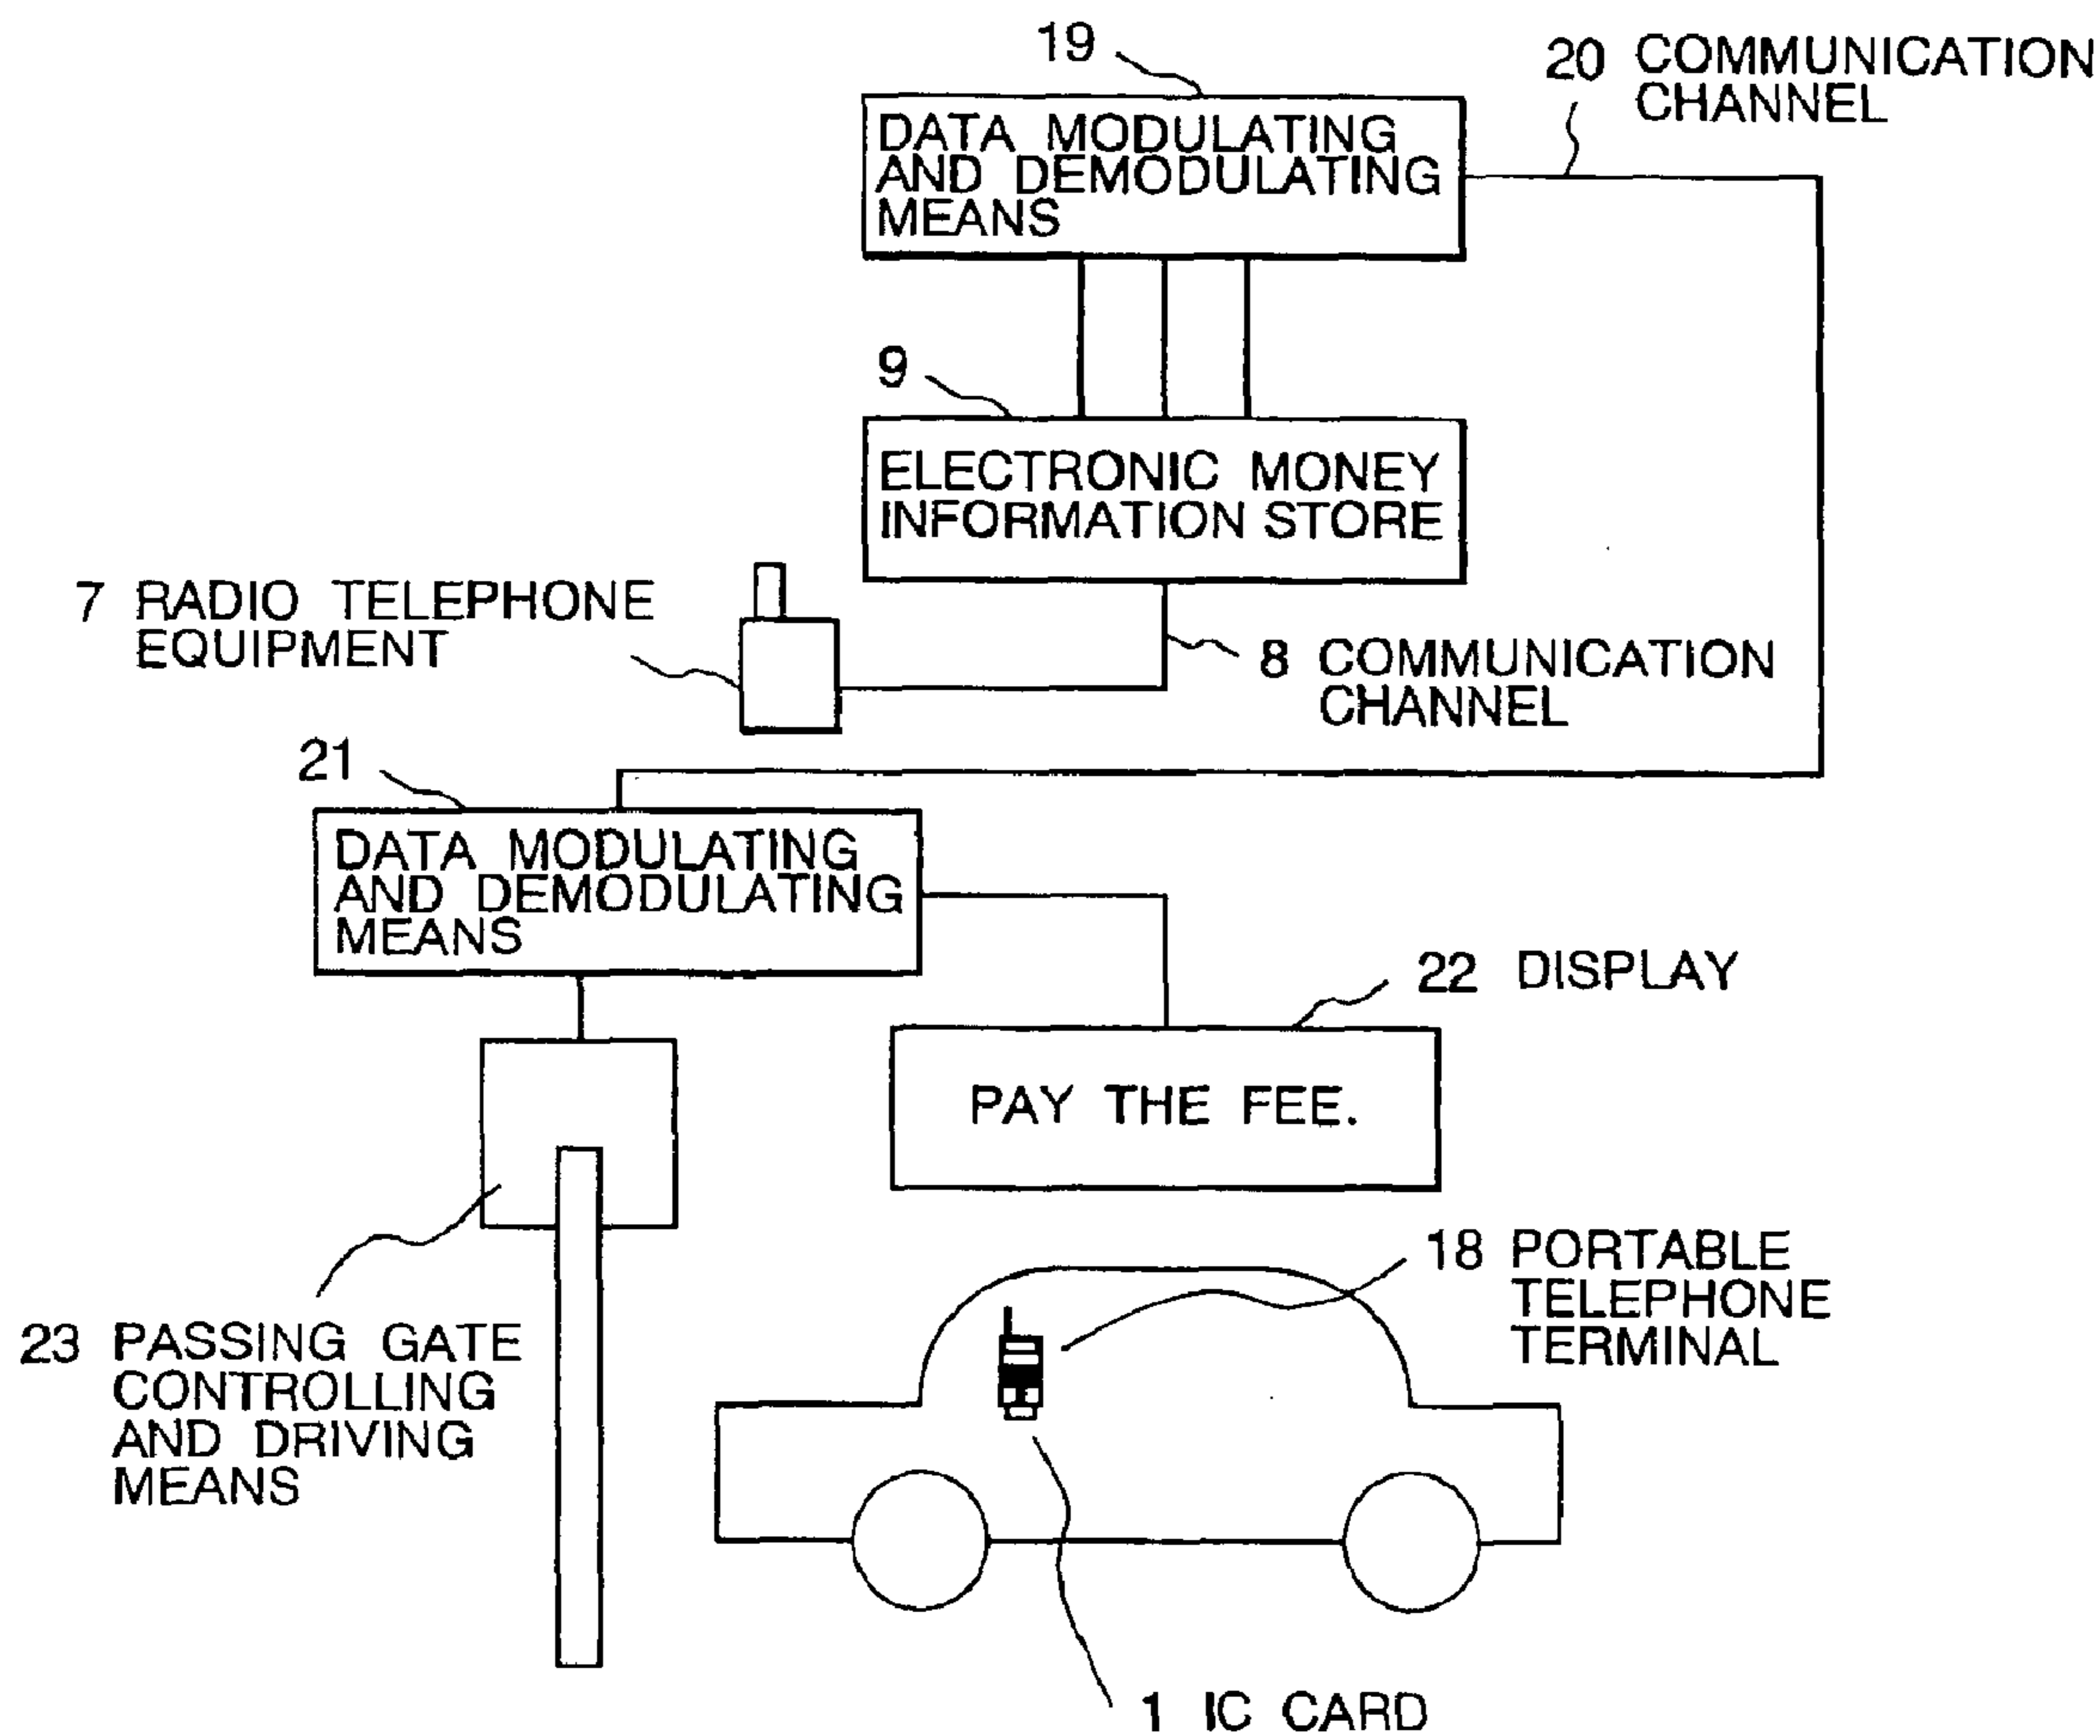 19
20 COMMUNICATION
CHANNEL
DATA MODULATING
AND DEMODULATING
MEANS
9
ELECTRONIC MONEY
INFORMATION STORE
7 RADIO TELEPHONE
EQUIPMENT
8 COMMUNICATION
CHANNEL
21
DATA MODULATING
AND DEMODULATING
MEANS
22 DISPLAY
PAY THE FEE.
18 PORTABLE
TELEPHONE
TERMINAL
23 PASSING GATE
CONTROLLING
AND DRIVING
MEANS
1 IC CARD